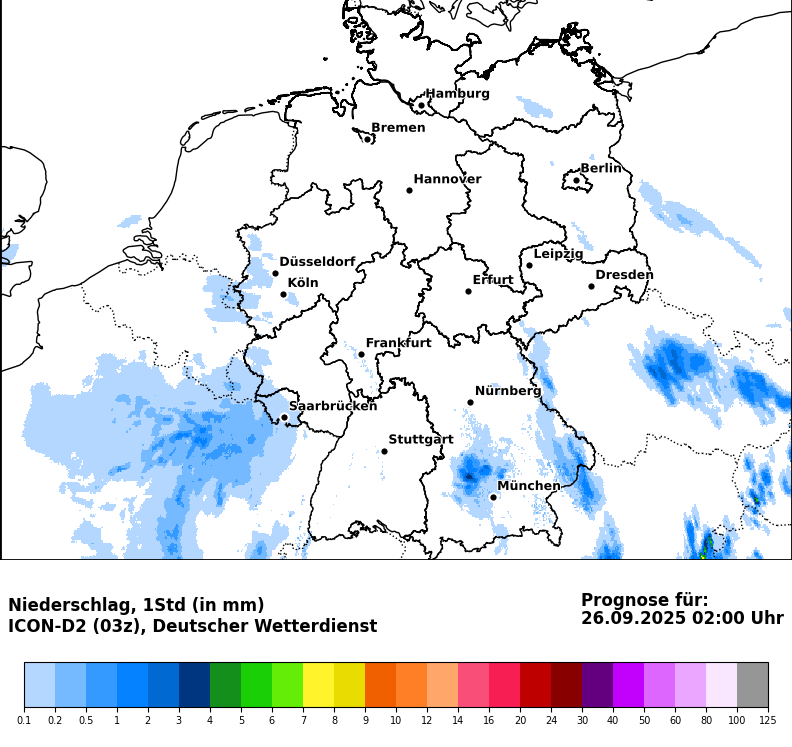 Hamburg
Bremen
Berlin
Hannover
Leipzig
Düsseldorf
Dresden
Köln
Erfurt
Frankfurt
Nürnberg
Saarbrücken
Stuttgart
München
Niederschlag, 1Std (in mm)
ICON-D2 (03z), Deutscher Wetterdienst
Prognose für:
26.09.2025 02:00 Uhr
0.1 0.2 0.5 1 2 3 4 5 6 7 8 9 10 12 14 16 20 24 30 40 50 60 80 100 125